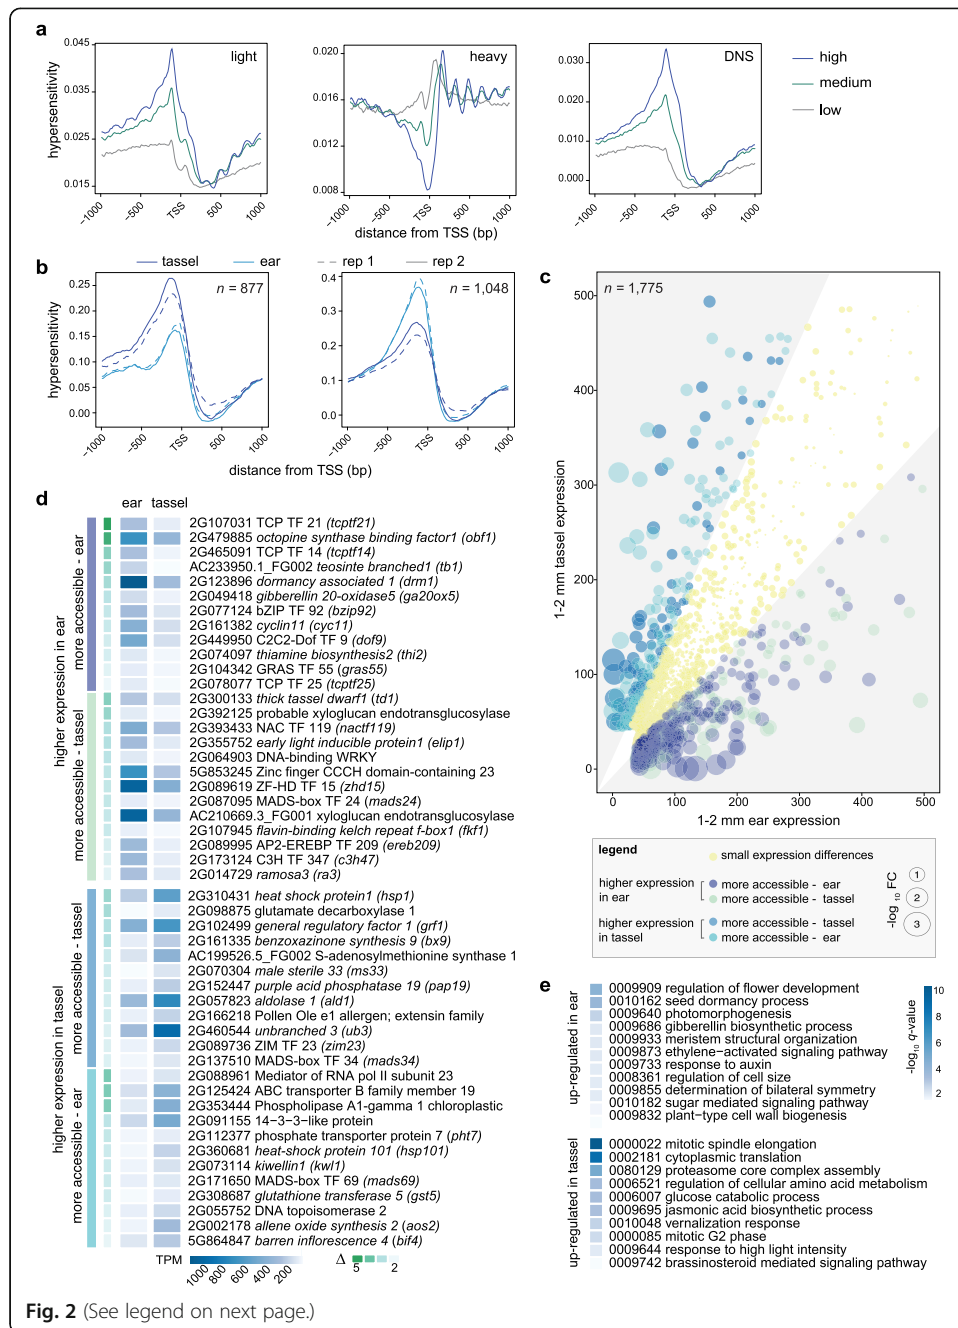 a
light
heavy
DNS
high
medium
low
hypersensitivity
0.045
0.035
0.025
0.015
0.020
0.016
0.012
0.008
0.030
0.020
0.010
0.000
−1000 −500 TSS 500 1000
−1000 −500 TSS 500 1000
−1000 −500 TSS 500 1000
distance from TSS (bp)
b
tassel ear rep 1 rep 2
n = 877
n = 1,048
hypersensitivity
0.25
0.20
0.15
0.10
0.05
0.00
0.4
0.3
0.2
0.1
0.0
−1000 −500 TSS 500 1000
−1000 −500 TSS 500 1000
distance from TSS (bp)
c
n = 1,775
1-2 mm tassel expression
500
400
300
200
100
0
0 100 200 300 400 500
1-2 mm ear expression
legend
small expression differences
higher expression in ear
more accessible - ear
more accessible - tassel
higher expression in tassel
more accessible - tassel
more accessible - ear
-log 10 FC
1
2
3
d
ear tassel
higher expression in ear
more accessible - ear
2G107031 TCP TF 21 (tcptf21)
2G479885 octopine synthase binding factor1 (obf1)
2G465091 TCP TF 14 (tcptf14)
AC233950.1_FG002 teosinte branched1 (tb1)
2G123896 dormancy associated 1 (drm1)
2G049418 gibberellin 20-oxidase5 (ga20ox5)
2G077124 bZIP TF 92 (bzip92)
2G161382 cyclin11 (cyc11)
2G449950 C2C2-Dof TF 9 (dof9)
2G074097 thiamine biosynthesis2 (thi2)
2G104342 GRAS TF 55 (gras55)
2G078077 TCP TF 25 (tcptf25)
more accessible - tassel
2G300133 thick tassel dwarf1 (td1)
2G392125 probable xyloglucan endotransglucosylase
2G393433 NAC TF 119 (nactf119)
2G355752 early light inducible protein1 (elip1)
2G064903 DNA-binding WRKY
5G853245 Zinc finger CCCH domain-containing 23
2G089619 ZF-HD TF 15 (zhd15)
2G087095 MADS-box TF 24 (mads24)
AC210669.3_FG001 xyloglucan endotransglucosylase
2G107945 flavin-binding kelch repeat f-box1 (fkf1)
2G089995 AP2-EREBP TF 209 (ereb209)
2G173124 C3H TF 347 (c3h47)
2G014729 ramosa3 (ra3)
higher expression in tassel
more accessible - tassel
2G310431 heat shock protein1 (hsp1)
2G098875 glutamate decarboxylase 1
2G102499 general regulatory factor 1 (grf1)
2G161335 benzoxazinone synthesis 9 (bx9)
AC199526.5_FG002 S-adenosylmethionine synthase 1
2G070304 male sterile 33 (ms33)
2G152447 purple acid phosphatase 19 (pap19)
2G057823 aldolase 1 (ald1)
2G166218 Pollen Ole e1 allergen; extensin family
2G460544 unbranched 3 (ub3)
2G089736 ZIM TF 23 (zim23)
2G137510 MADS-box TF 34 (mads34)
more accessible - ear
2G088961 Mediator of RNA pol II subunit 23
2G125424 ABC transporter B family member 19
2G353444 Phospholipase A1-gamma 1 chloroplastic
2G091155 14-3-3-like protein
2G112377 phosphate transporter protein 7 (pht7)
2G360681 heat-shock protein 101 (hsp101)
2G073114 kiwellin1 (kwl1)
2G171650 MADS-box TF 69 (mads69)
2G308687 glutathione transferase 5 (gst5)
2G055752 DNA topoisomerase 2
2G002178 allene oxide synthesis 2 (aos2)
5G864847 barren inflorescence 4 (bif4)
TPM
1000 800 600 400 200
Δ
5 2
e
up-regulated in ear
0009909 regulation of flower development
0010162 seed dormancy process
0009640 photomorphogenesis
0009686 gibberellin biosynthetic process
0009933 meristem structural organization
0009873 ethylene-activated signaling pathway
0009733 response to auxin
0008361 regulation of cell size
0009855 determination of bilateral symmetry
0010182 sugar mediated signaling pathway
0009832 plant-type cell wall biogenesis
-log10 q-value
10
8
6
4
2
up-regulated in tassel
0000022 mitotic spindle elongation
0002181 cytoplasmic translation
0080129 proteasome core complex assembly
0006521 regulation of cellular amino acid metabolism
0006007 glucose catabolic process
0009695 jasmonic acid biosynthetic process
0010048 vernalization response
0000085 mitotic G2 phase
0009644 response to high light intensity
0009742 brassinosteroid mediated signaling pathway
Fig. 2 (See legend on next page.)